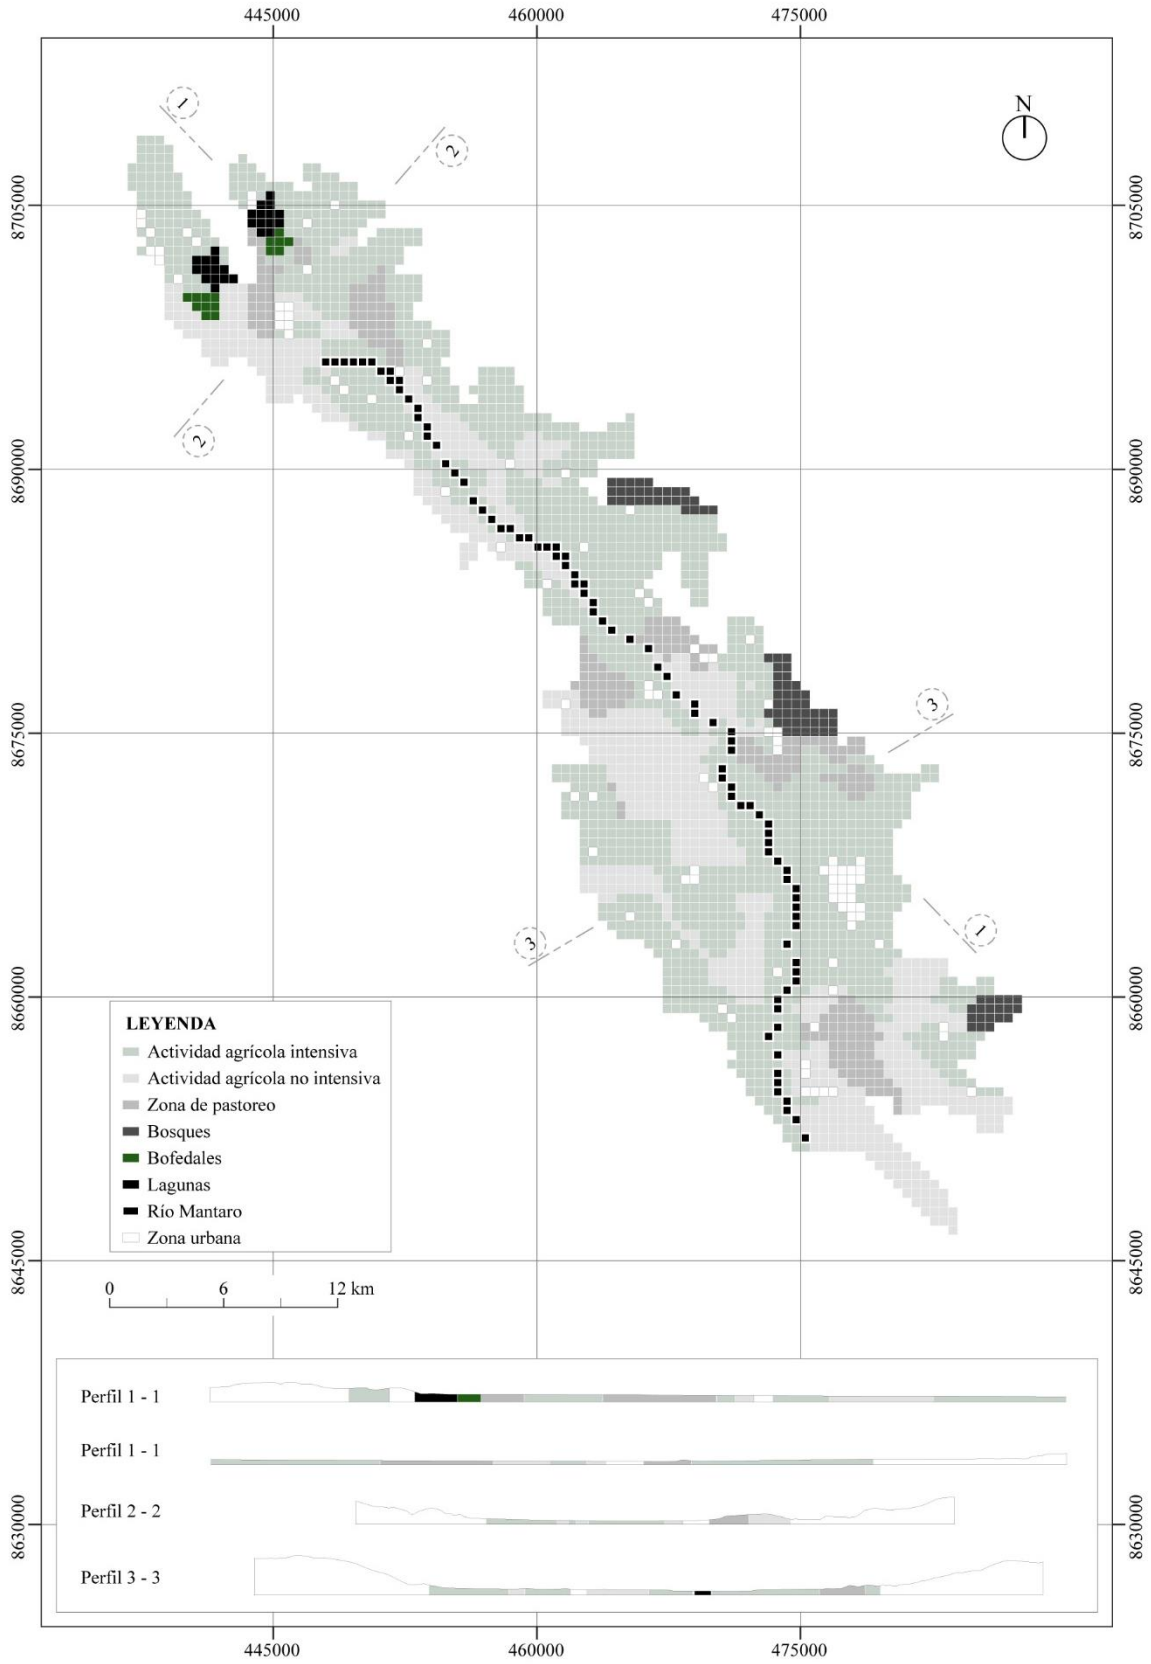 445000 460000 475000
1
2
N
8705000 8705000
2
8690000 8690000
3
8675000 8675000
3
1
8660000 8660000
LEYENDA
Actividad agrícola intensiva
Actividad agrícola no intensiva
Zona de pastoreo
Bosques
Bofedales
Lagunas
Río Mantaro
Zona urbana
8645000 8645000
0 6 12 km
Perfil 1 - 1
Perfil 1 - 1
Perfil 2 - 2
8630000 8630000
Perfil 3 - 3
445000 460000 475000